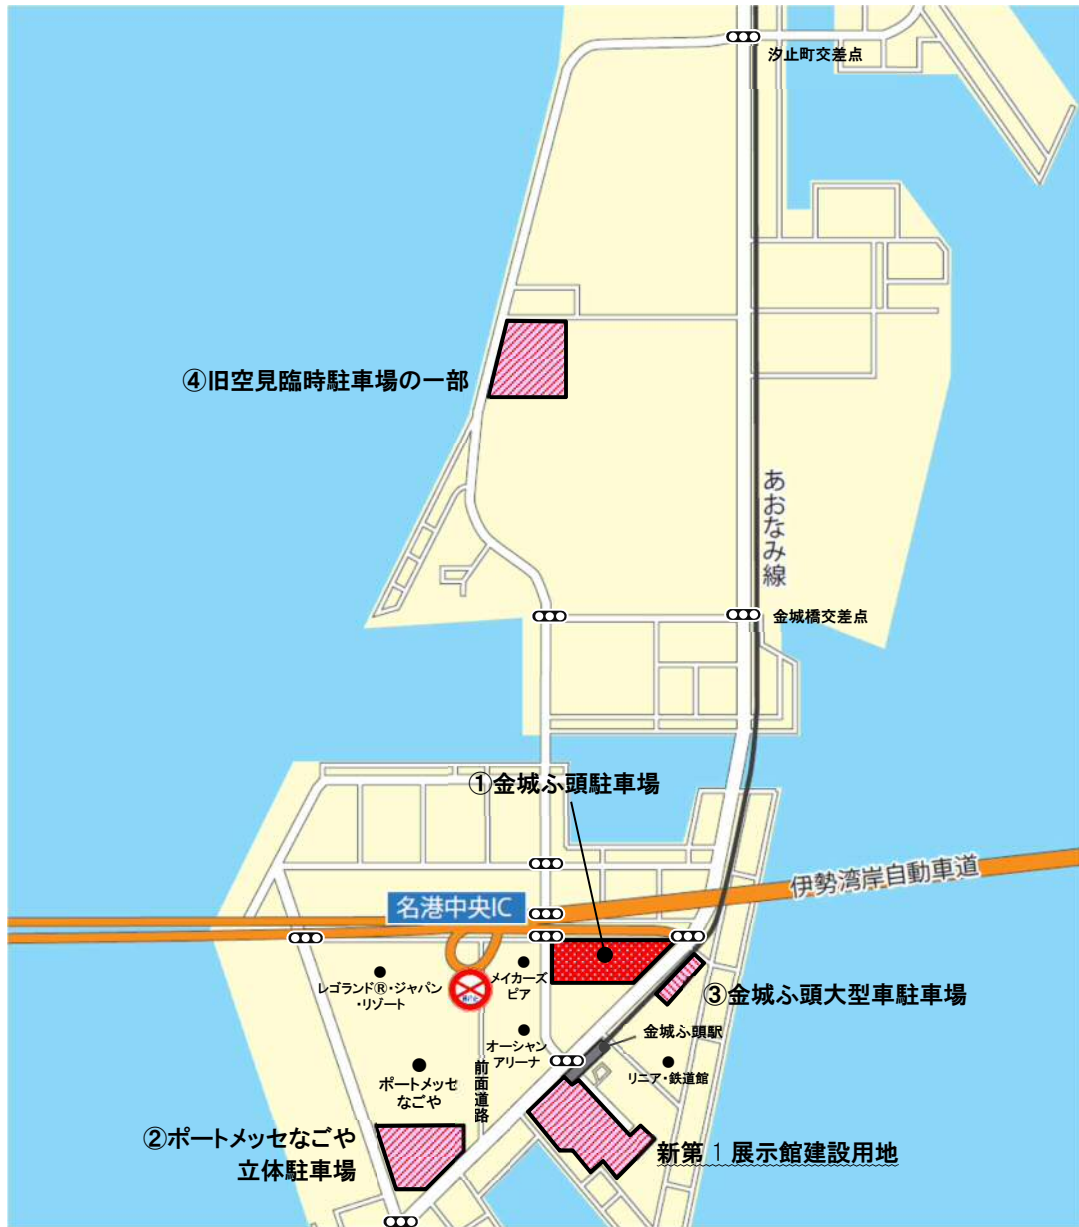 汐止町交差点
④旧空見臨時駐車場の一部
あおなみ線
金城橋交差点
①金城ふ頭駐車場
伊勢湾岸自動車道
名港中央IC
メイカーズ
ピア
レゴランド®・ジャパン
・リゾート
③金城ふ頭大型車駐車場
オーシャン
アリーナ
金城ふ頭駅
リニア・鉄道館
ポートメッセ
なごや
前面道路
②ポートメッセなごや
立体駐車場
新第1展示館建設用地